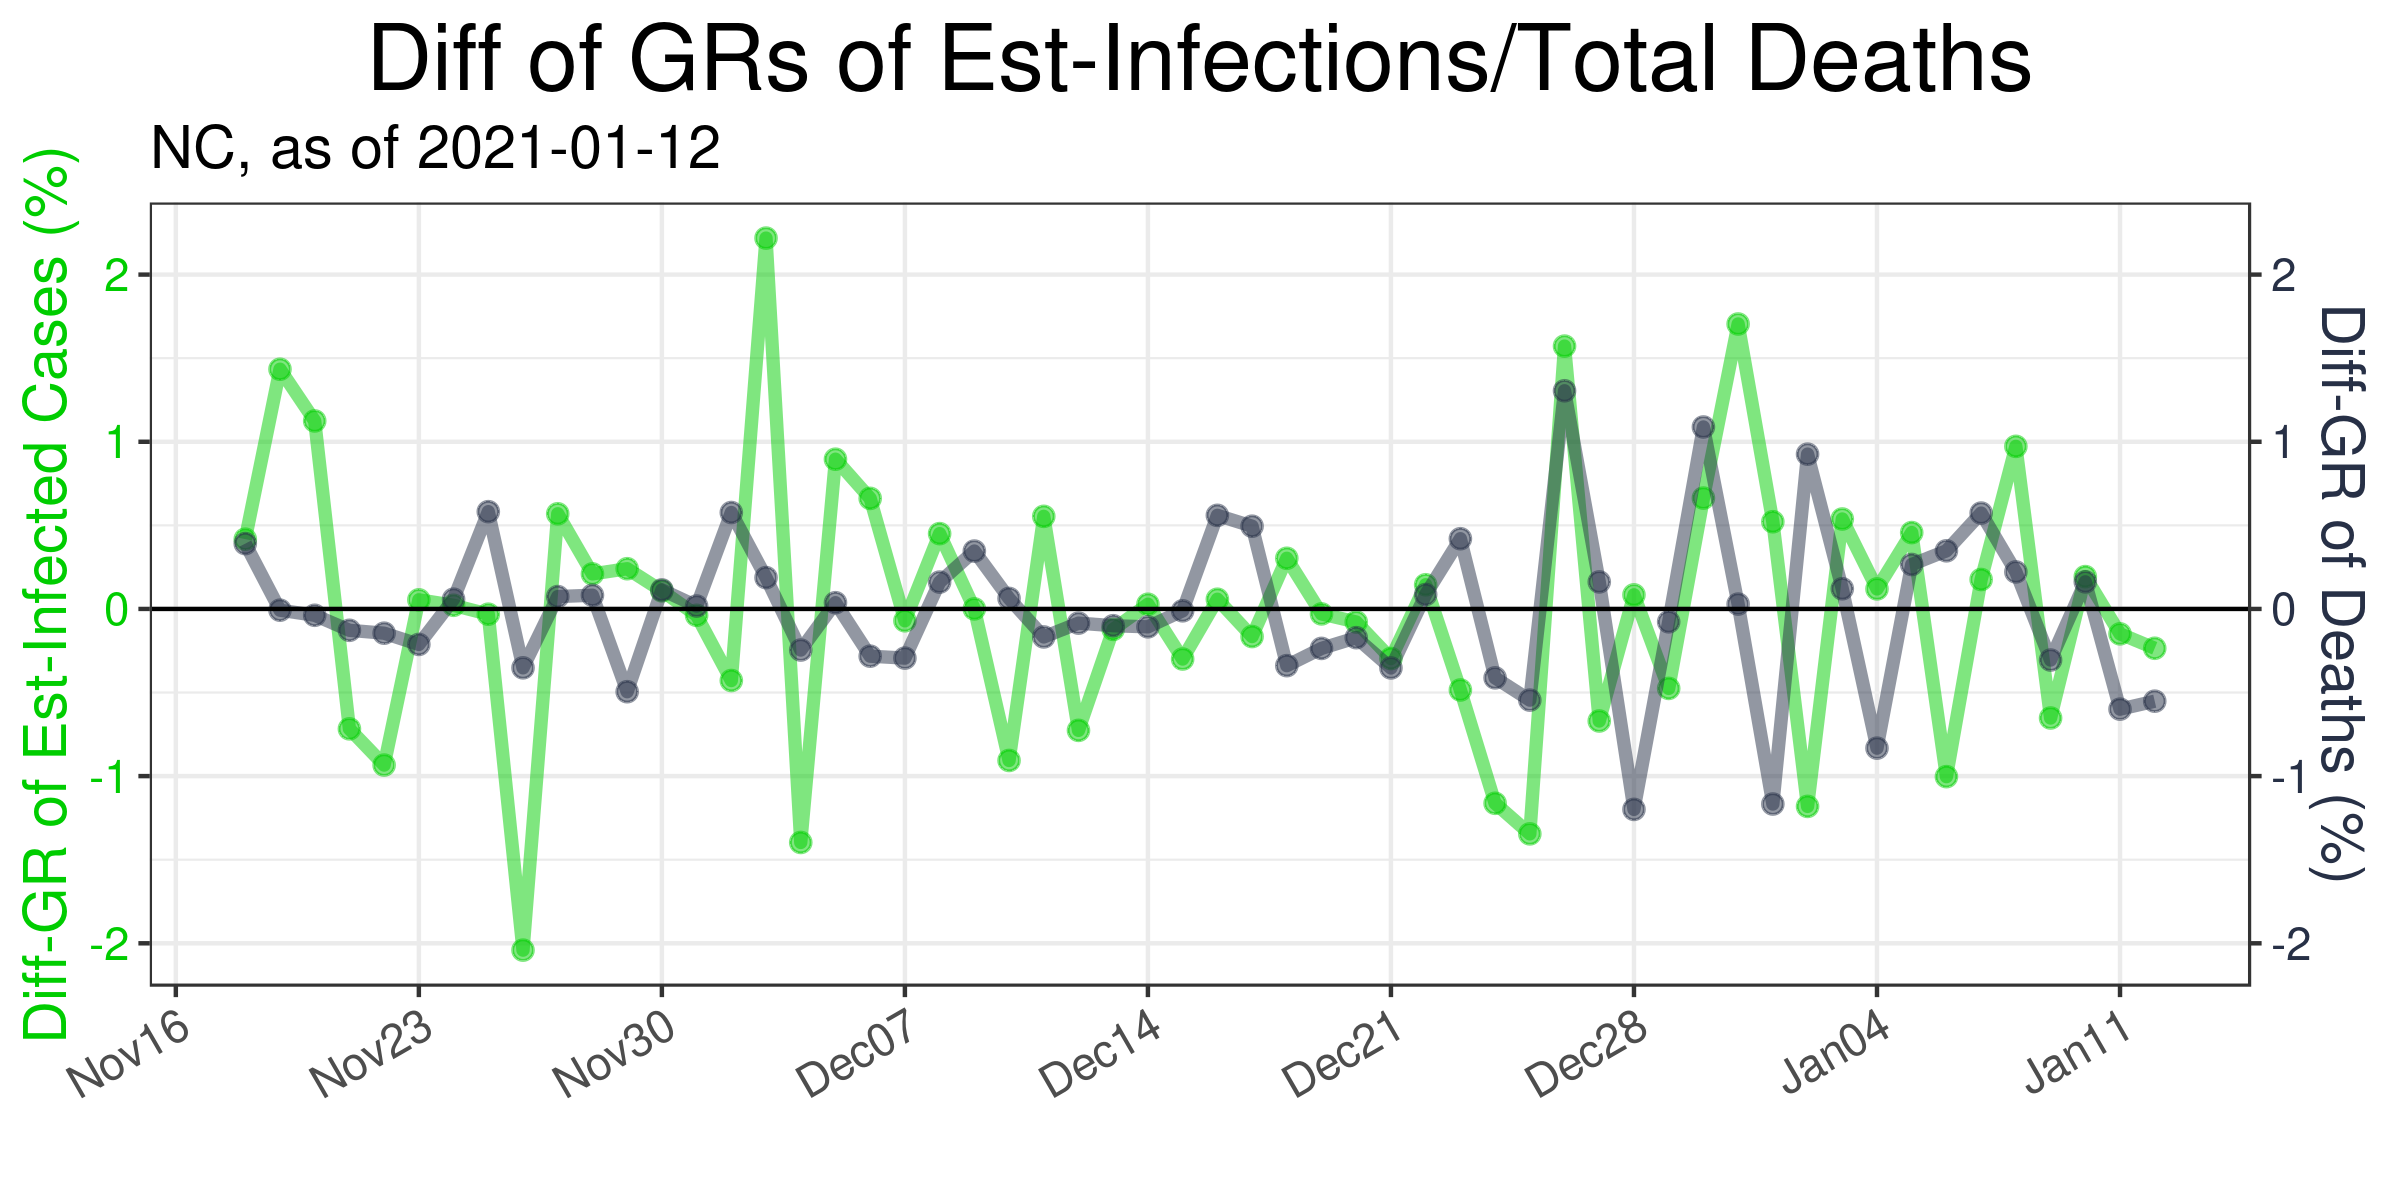 Diff of GRs of Est-Infections/Total Deaths
NC, as of 2021-01-12
Diff-GR of Est-Infected Cases (%)
2
1
0
-1
-2
2
1
0
-1
-2
Diff-GR of Deaths (%)
Nov16
Nov23
Nov30
Dec07
Dec14
Dec21
Dec28
Jan04
Jan11